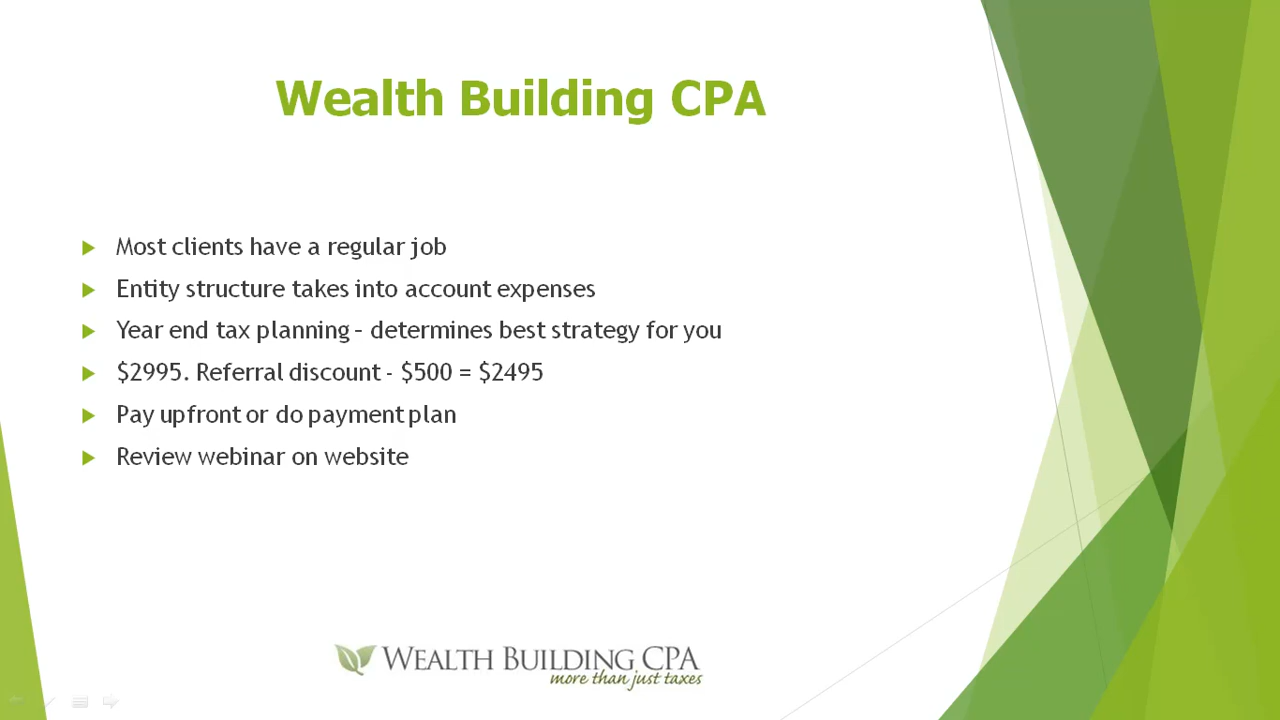 Wealth Building CPA
Most clients have a regular job
Entity structure takes into account expenses
Year end tax planning – determines best strategy for you
$2995. Referral discount - $500 = $2495
Pay upfront or do payment plan
Review webinar on website
WEALTH BUILDING CPA
more than just taxes